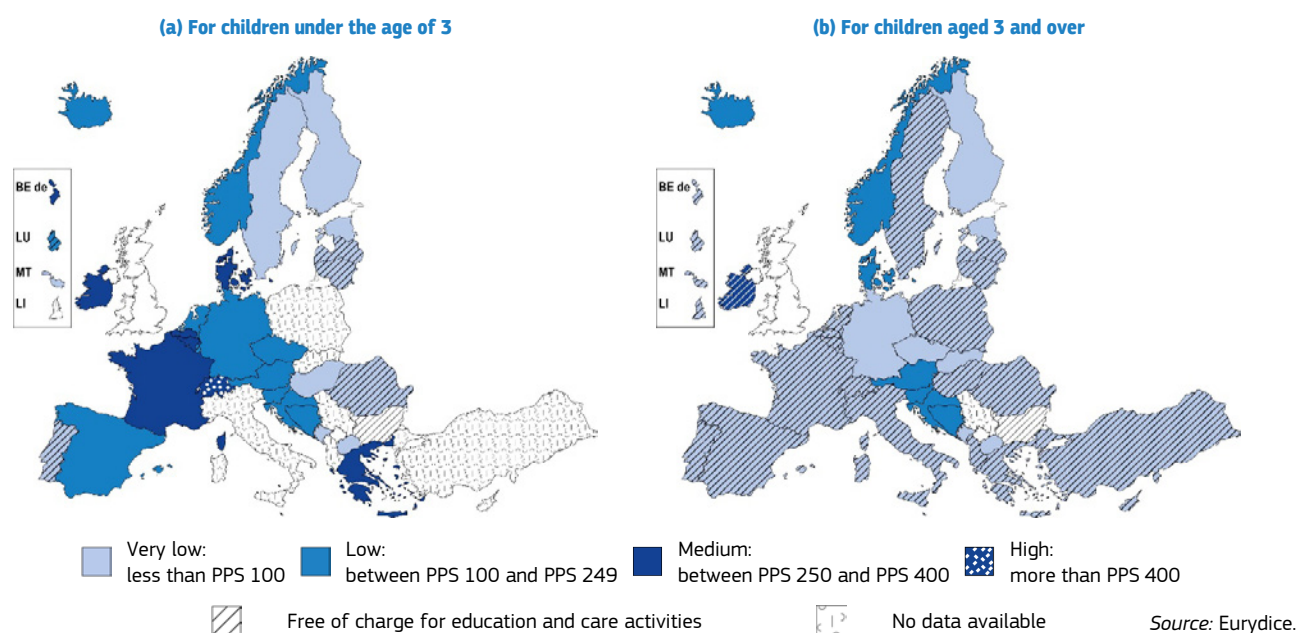 (a) For children under the age of 3
(b) For children aged 3 and over
BE de
LU
MT
LI
BE de
LU
MT
LI
Very low:
less than PPS 100
Low:
between PPS 100 and PPS 249
Medium:
between PPS 250 and PPS 400
High:
more than PPS 400
Free of charge for education and care activities
No data available
Source: Eurydice.